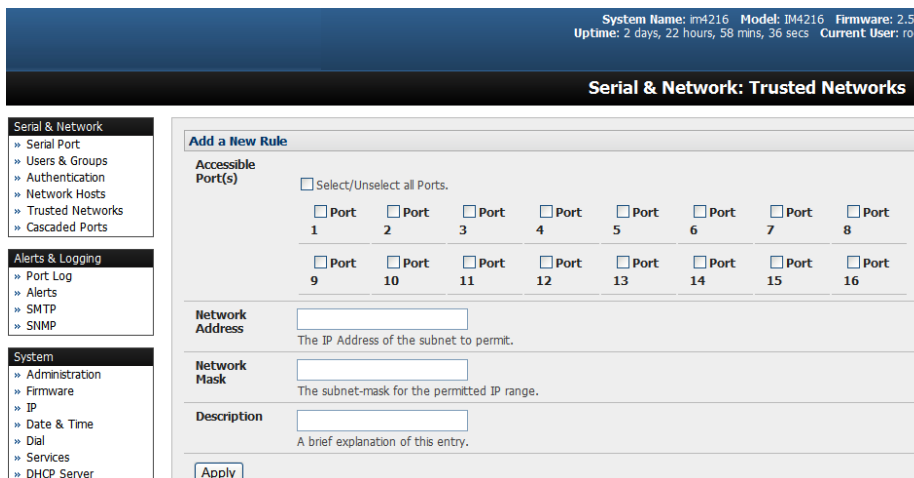 System Name: im4216 Model: IM4216 Firmware: 2.5
Uptime: 2 days, 22 hours, 58 mins, 36 secs Current User: ro
Serial & Network: Trusted Networks
Serial & Network
» Serial Port
» Users & Groups
» Authentication
» Network Hosts
» Trusted Networks
» Cascaded Ports
Alerts & Logging
» Port Log
» Alerts
» SMTP
» SNMP
System
» Administration
» Firmware
» IP
» Date & Time
» Dial
» Services
» DHCP Server
Add a New Rule
Accessible
Port(s)
Select/Unselect all Ports.
Port Port Port Port Port Port Port Port
1 2 3 4 5 6 7 8
Port Port Port Port Port Port Port Port
9 10 11 12 13 14 15 16
Network
Address
The IP Address of the subnet to permit.
Network
Mask
The subnet-mask for the permitted IP range.
Description
A brief explanation of this entry.
Apply